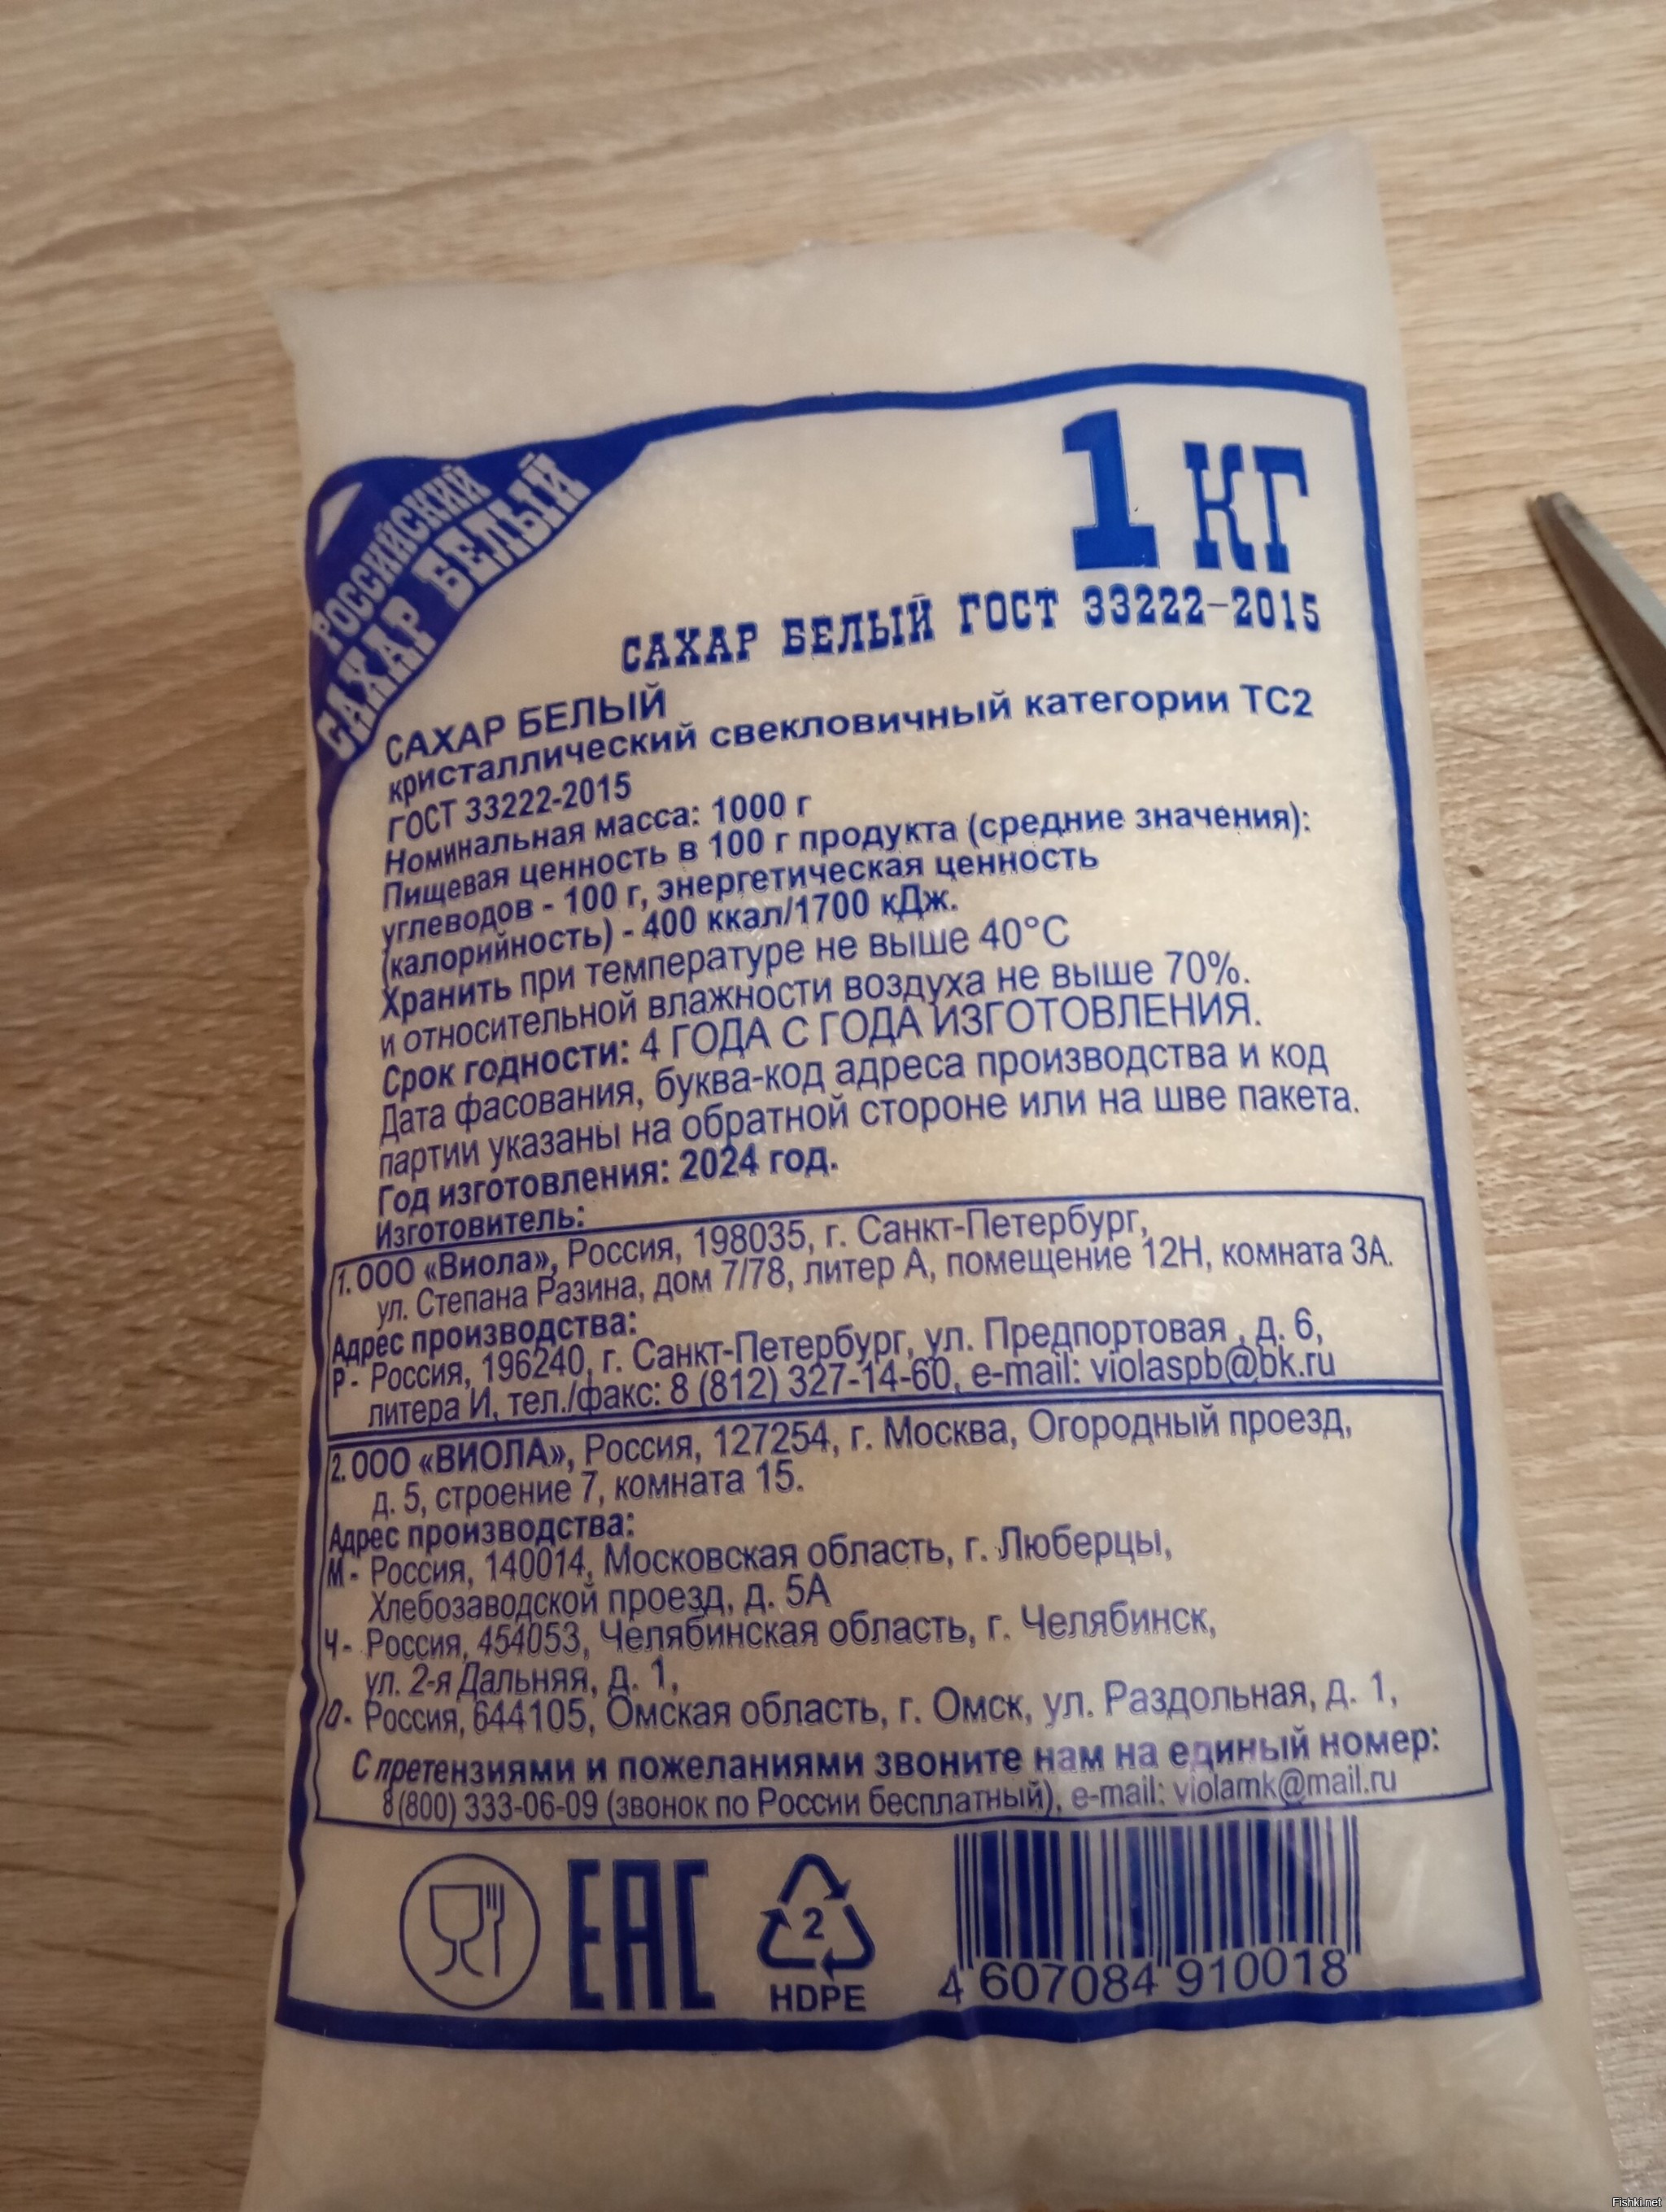 РОССИЙСКИЙ
САХАР БЕЛЫЙ
1 КГ
САХАР БЕЛЫЙ ГОСТ 33222-2015
САХАР БЕЛЫЙ
кристаллический свекловичный категории ТС2
ГОСТ 33222-2015
Номинальная масса: 1000 г
Пищевая ценность в 100 г продукта (средние значения):
углеводов - 100 г, энергетическая ценность
(калорийность) - 400 ккал/1700 кДж.
Хранить при температуре не выше 40°С
и относительной влажности воздуха не выше 70%.
Срок годности: 4 ГОДА С ГОДА ИЗГОТОВЛЕНИЯ.
Дата фасования, буква-код адреса производства и код
партии указаны на обратной стороне или на шве пакета.
Год изготовления: 2024 год.
Изготовитель:
1. ООО «Виола», Россия, 198035, г. Санкт-Петербург,
ул. Степана Разина, дом 7/78, литер А, помещение 12Н, комната 3А.
Адрес производства:
Р - Россия, 196240, г. Санкт-Петербург, ул. Предпортовая , д. 6,
литера И, тел./факс: 8 (812) 327-14-60, e-mail: violaspb@bk.ru
2. ООО «ВИОЛА», Россия, 127254, г. Москва, Огородный проезд,
д. 5, строение 7, комната 15.
Адрес производства:
М - Россия, 140014, Московская область, г. Люберцы,
Хлебозаводской проезд, д. 5А
Ч - Россия, 454053, Челябинская область, г. Челябинск,
ул. 2-я Дальняя, д. 1,
О - Россия, 644105, Омская область, г. Омск, ул. Раздольная, д. 1,
С претензиями и пожеланиями звоните нам на единый номер:
8 (800) 333-06-09 (звонок по России бесплатный), e-mail: violamk@mail.ru
EAC
2
HDPE
4 607084 910018
Fishki.net